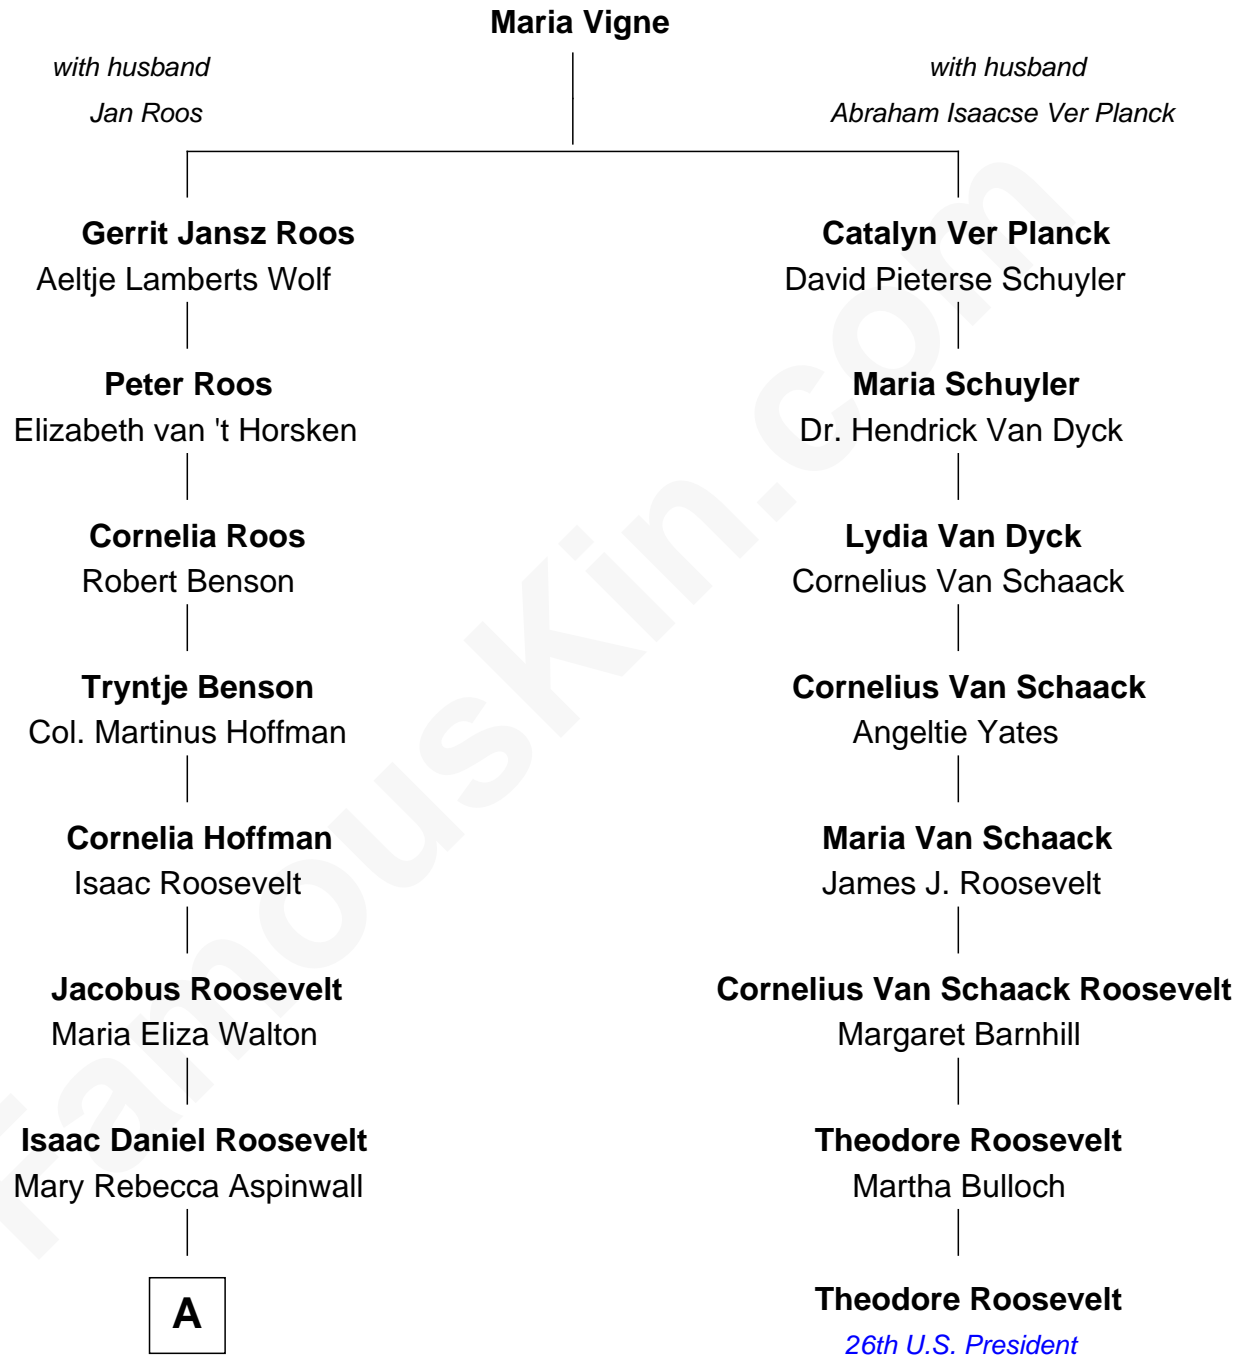 Maria Vigne
with husband
Jan Roos
with husband
Abraham Isaacse Ver Planck
Gerrit Jansz Roos
Aeltje Lamberts Wolf
Catalyn Ver Planck
David Pieterse Schuyler
Peter Roos
Elizabeth van 't Horsken
Maria Schuyler
Dr. Hendrick Van Dyck
Cornelia Roos
Robert Benson
Lydia Van Dyck
Cornelius Van Schaack
Tryntje Benson
Col. Martinus Hoffman
Cornelius Van Schaack
Angeltie Yates
Cornelia Hoffman
Isaac Roosevelt
Maria Van Schaack
James J. Roosevelt
Jacobus Roosevelt
Maria Eliza Walton
Cornelius Van Schaack Roosevelt
Margaret Barnhill
Isaac Daniel Roosevelt
Mary Rebecca Aspinwall
Theodore Roosevelt
Martha Bulloch
A
Theodore Roosevelt
26th U.S. President
FamousKin.com